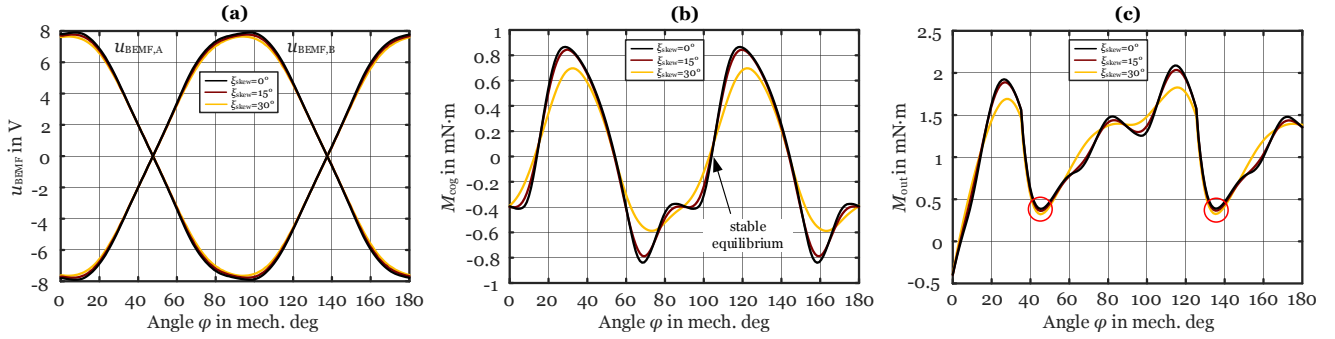 (a)
u_BEMF in V
8
6
4
2
0
-2
-4
-6
-8
u_BEMF,A
u_BEMF,B
ξ_skew=0°
ξ_skew=15°
ξ_skew=30°
0 20 40 60 80 100 120 140 160 180
Angle φ in mech. deg
(b)
M_cog in mN·m
1
0.8
0.6
0.4
0.2
0
-0.2
-0.4
-0.6
-0.8
-1
ξ_skew=0°
ξ_skew=15°
ξ_skew=30°
stable
equilibrium
0 20 40 60 80 100 120 140 160 180
Angle φ in mech. deg
(c)
M_out in mN·m
2.5
2
1.5
1
0.5
0
-0.5
ξ_skew=0°
ξ_skew=15°
ξ_skew=30°
0 20 40 60 80 100 120 140 160 180
Angle φ in mech. deg